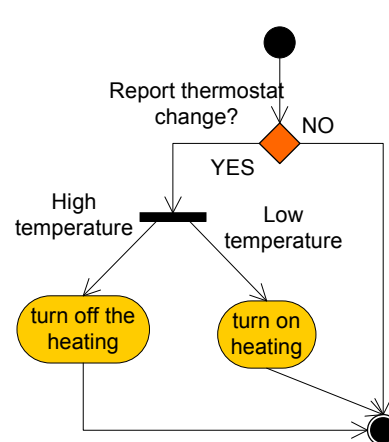 Report thermostat
change?
NO
YES
High
temperature
Low
temperature
turn off the
heating
turn on
heating